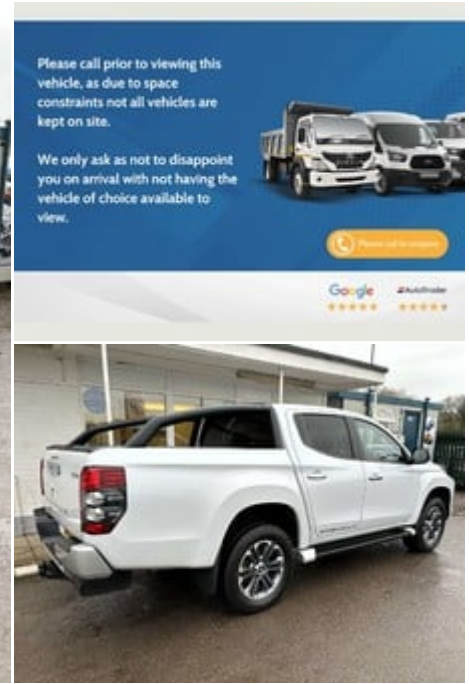 Please call prior to viewing this
vehicle, as due to space
constraints not all vehicles are
kept on site.
We only ask as not to disappoint
you on arrival with not having the
vehicle of choice available to
view.
Please call to enquire
Google
AutoTrader